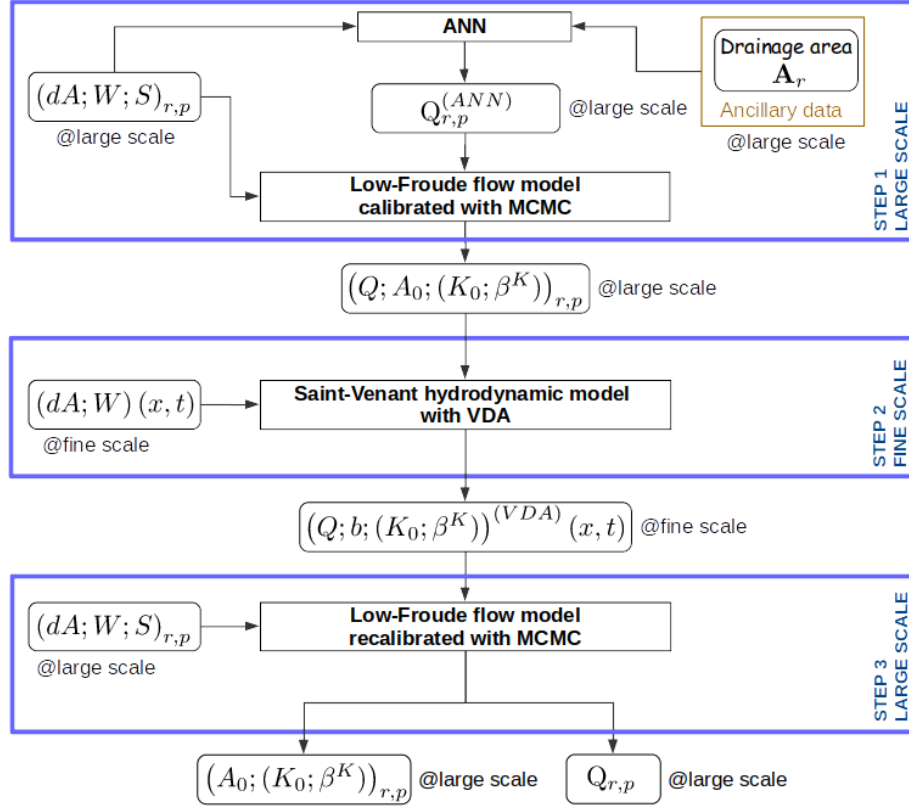 ANN
Drainage area
A_r
Ancillary data
@large scale
(dA; W; S)_{r,p}
@large scale
Q_{r,p}^{(ANN)}
@large scale
Low-Froude flow model
calibrated with MCMC
STEP 1
LARGE SCALE
(Q; A_0; (K_0; β^K))_{r,p}
@large scale
(dA; W) (x, t)
@fine scale
Saint-Venant hydrodynamic model
with VDA
STEP 2
FINE SCALE
(Q; b; (K_0; β^K))^{(VDA)} (x, t)
@fine scale
(dA; W; S)_{r,p}
@large scale
Low-Froude flow model
recalibrated with MCMC
STEP 3
LARGE SCALE
(A_0; (K_0; β^K))_{r,p}
@large scale
Q_{r,p}
@large scale